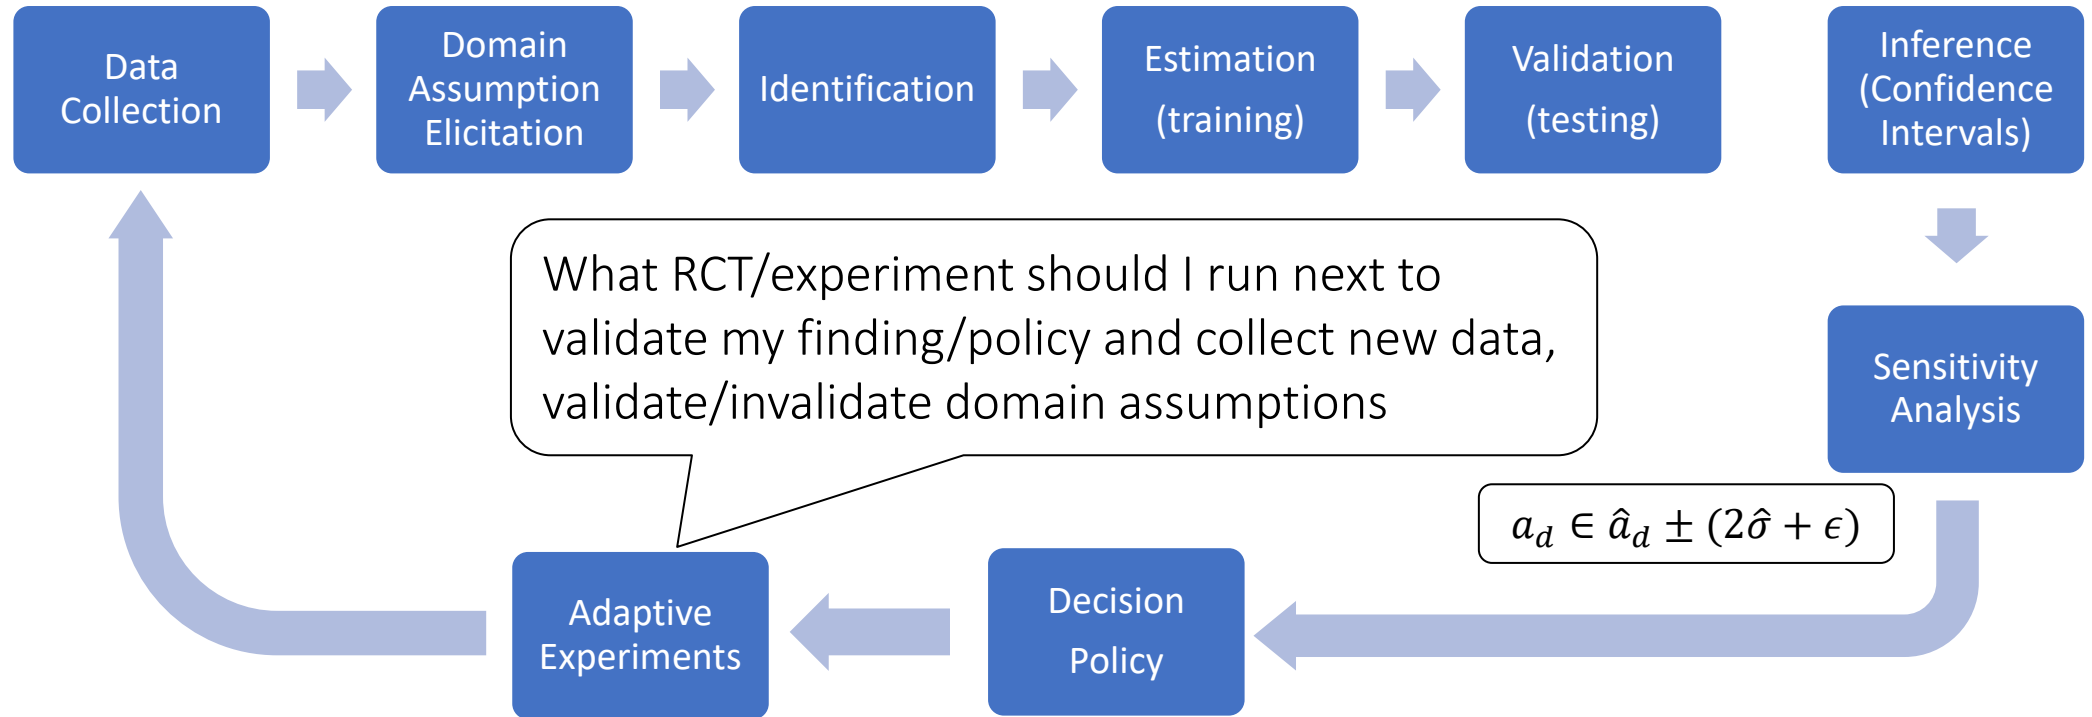 Data
Collection
Domain
Assumption
Elicitation
Identification
Estimation
(training)
Validation
(testing)
Inference
(Confidence
Intervals)
What RCT/experiment should I run next to
validate my finding/policy and collect new data,
validate/invalidate domain assumptions
Sensitivity
Analysis
𝑎_𝑑 ∈ 𝑎̂_𝑑 ± (2𝜎̂ + 𝜖)
Adaptive
Experiments
Decision
Policy